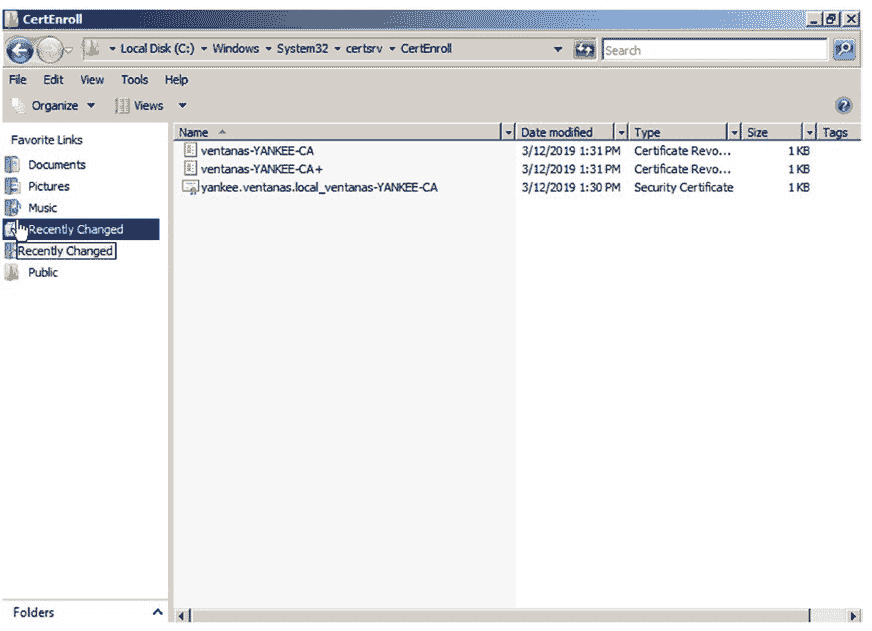 CertEnroll
Local Disk (C:) Windows System32 certsrv CertEnroll Search
File Edit View Tools Help
Organize Views
Favorite Links
Documents
Pictures
Music
Recently Changed
Recently Changed
Public
Folders
Name Date modified Type Size Tags
ventanas-YANKEE-CA 3/12/2019 1:31 PM Certificate Revo... 1 KB
ventanas-YANKEE-CA+ 3/12/2019 1:31 PM Certificate Revo... 1 KB
yankee.ventanas.local_ventanas-YANKEE-CA 3/12/2019 1:30 PM Security Certificate 1 KB